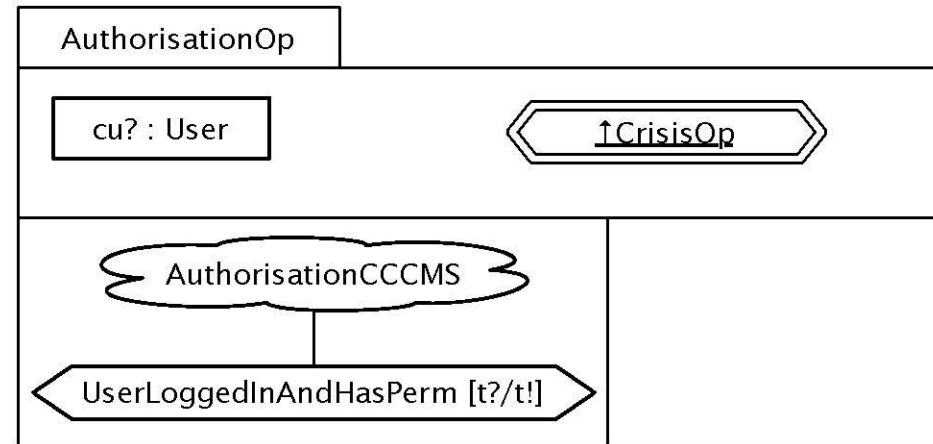 AuthorisationOp
cu? : User
↑CrisisOp
AuthorisationCCCMS
UserLoggedInAndHasPerm [t?/t!]